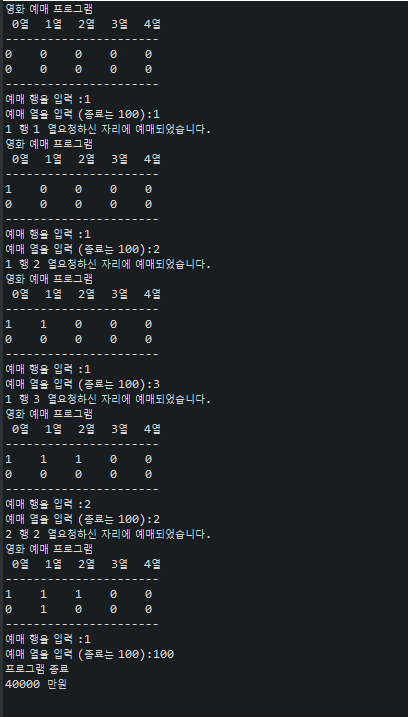 영화 예매 프로그램
0열 1열 2열 3열 4열
----------------------
0 0 0 0 0
0 0 0 0 0
----------------------
예매 행을 입력 :1
예매 열을 입력 (종료는 100):1
1 행 1 열요청하신 자리에 예매되었습니다.
영화 예매 프로그램
0열 1열 2열 3열 4열
----------------------
1 0 0 0 0
0 0 0 0 0
----------------------
예매 행을 입력 :1
예매 열을 입력 (종료는 100):2
1 행 2 열요청하신 자리에 예매되었습니다.
영화 예매 프로그램
0열 1열 2열 3열 4열
----------------------
1 1 0 0 0
0 0 0 0 0
----------------------
예매 행을 입력 :1
예매 열을 입력 (종료는 100):3
1 행 3 열요청하신 자리에 예매되었습니다.
영화 예매 프로그램
0열 1열 2열 3열 4열
----------------------
1 1 1 0 0
0 0 0 0 0
----------------------
예매 행을 입력 :2
예매 열을 입력 (종료는 100):2
2 행 2 열요청하신 자리에 예매되었습니다.
영화 예매 프로그램
0열 1열 2열 3열 4열
----------------------
1 1 1 0 0
0 1 0 0 0
----------------------
예매 행을 입력 :1
예매 열을 입력 (종료는 100):100
프로그램 종료
40000 만원